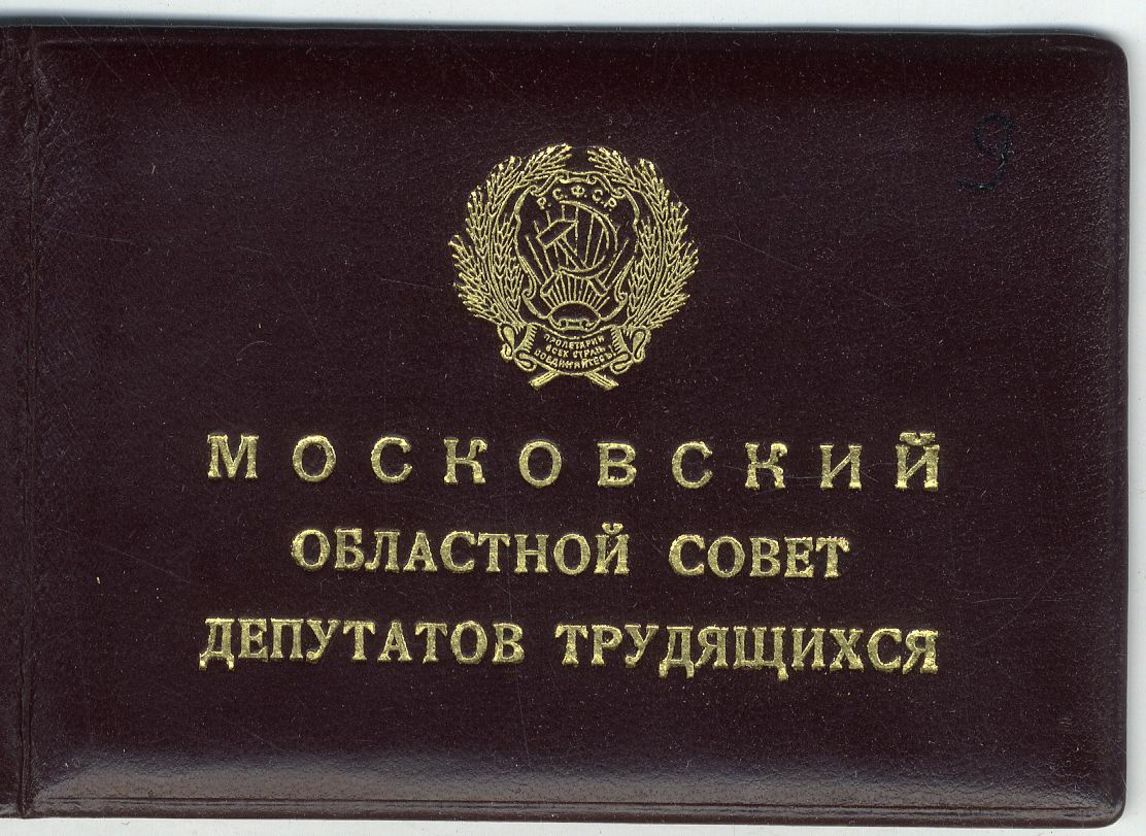 9
Р.С.Ф.С.Р.
ПРОЛЕТАРИИ
ВСЕХ СТРАН,
СОЕДИНЯЙТЕСЬ!
МОСКОВСКИЙ
ОБЛАСТНОЙ СОВЕТ
ДЕПУТАТОВ ТРУДЯЩИХСЯ